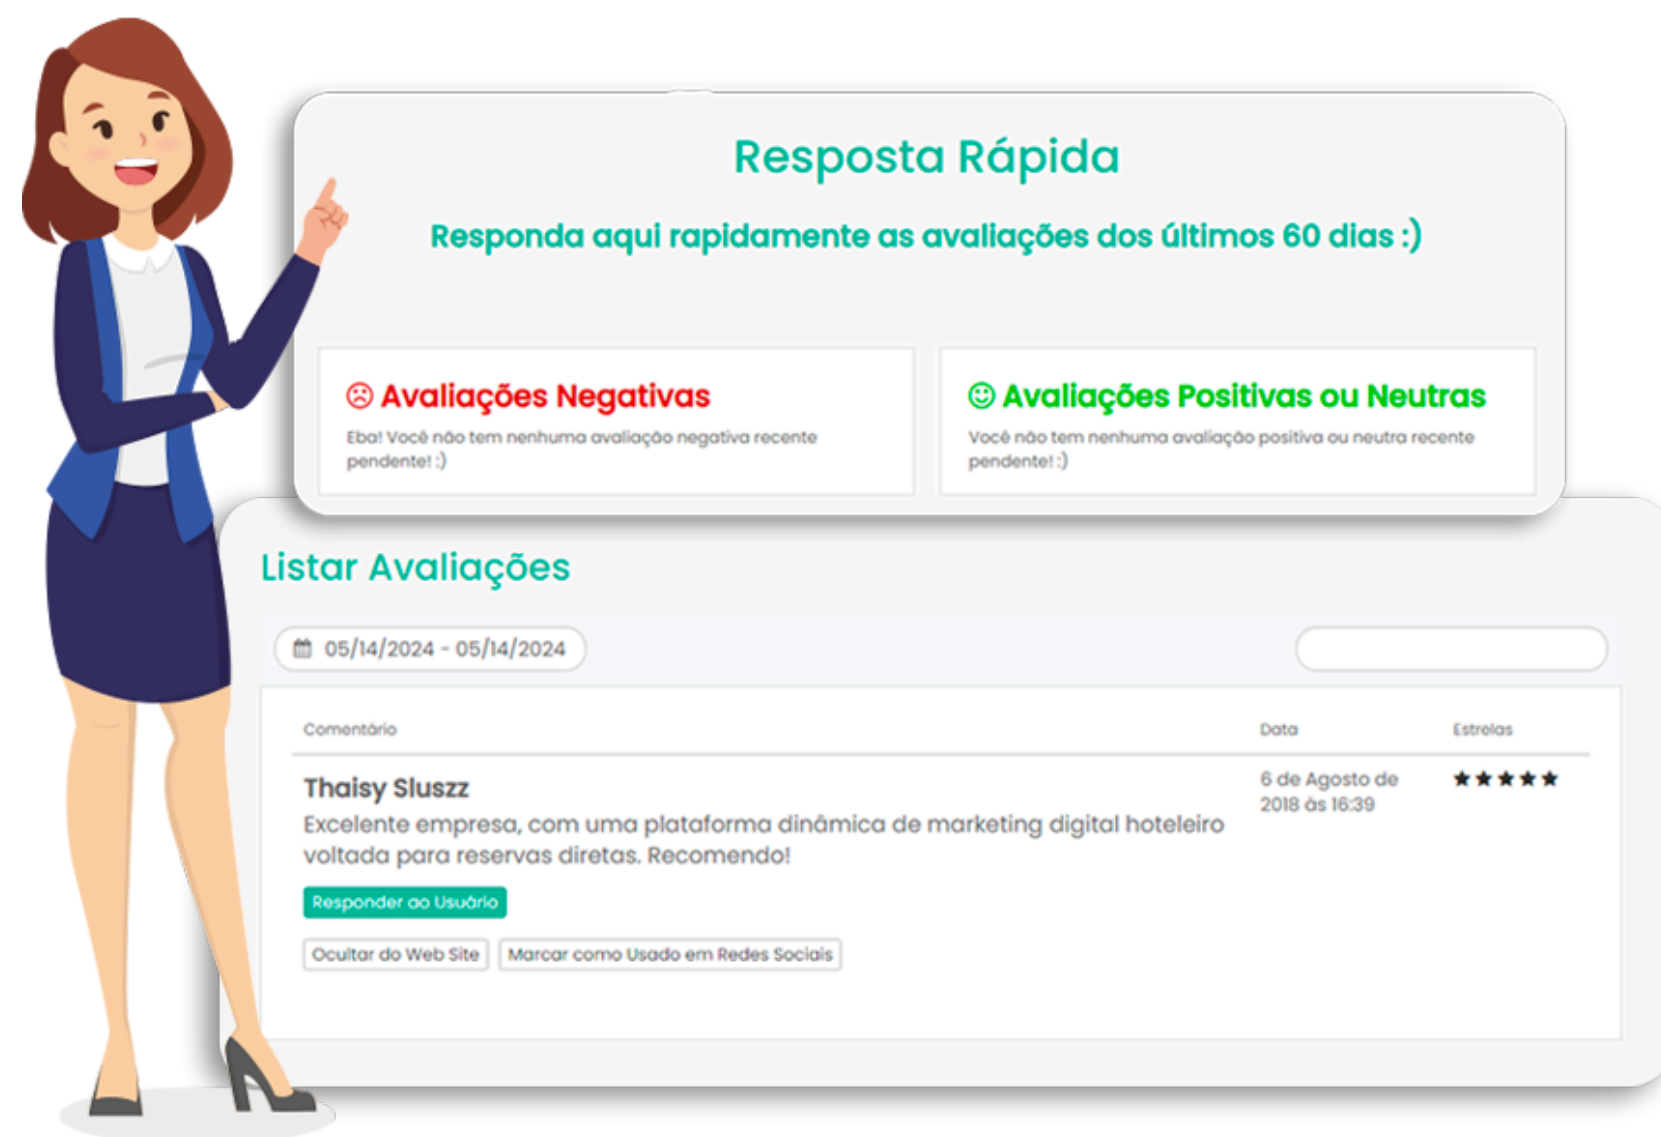 Resposta Rápida
Responda aqui rapidamente as avaliações dos últimos 60 dias :)
Avaliações Negativas
Eba! Você não tem nenhuma avaliação negativa recente
pendente! :)
Avaliações Positivas ou Neutras
Você não tem nenhuma avaliação positiva ou neutra recente
pendente! :)
Listar Avaliações
05/14/2024 - 05/14/2024
Comentário
Data
Estrelas
Thaisy Sluszz
6 de Agosto de
2018 às 16:39
Excelente empresa, com uma plataforma dinâmica de marketing digital hoteleiro
voltada para reservas diretas. Recomendo!
Responder ao Usuário
Ocultar do Web Site
Marcar como Usado em Redes Sociais